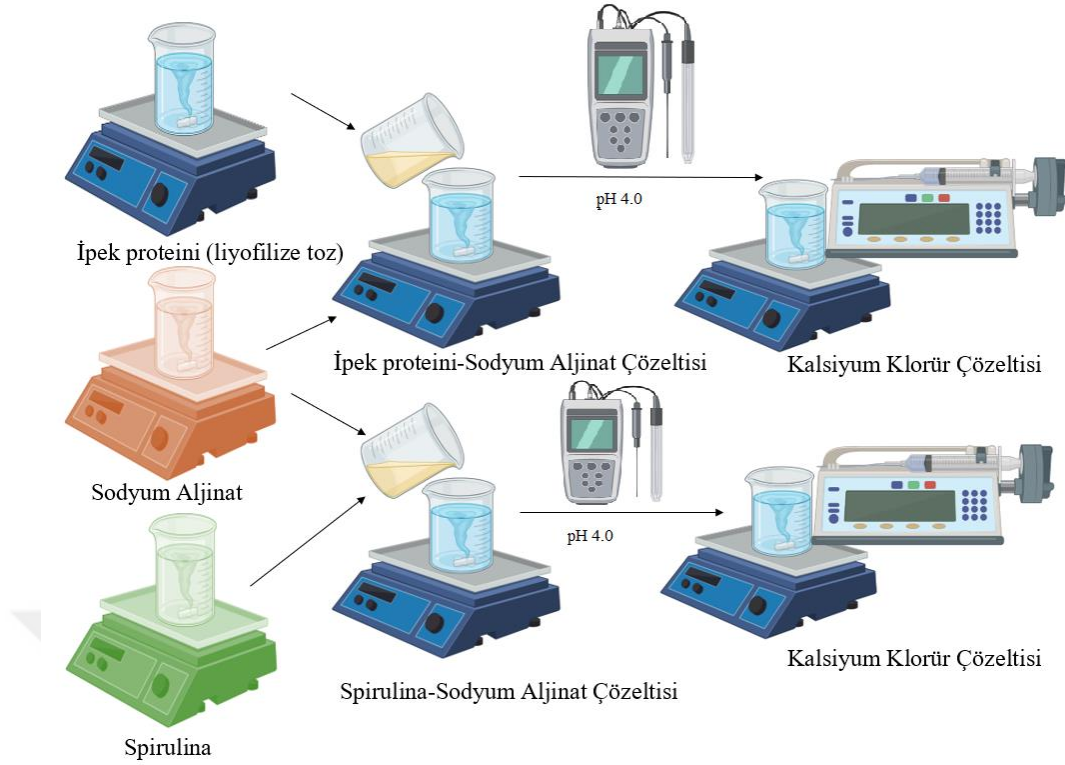 pH 4.0
İpek proteini (liyofilize toz)
İpek proteini-Sodyum Aljinat Çözeltisi
Kalsiyum Klorür Çözeltisi
Sodyum Aljinat
pH 4.0
Kalsiyum Klorür Çözeltisi
Spirulina-Sodyum Aljinat Çözeltisi
Spirulina